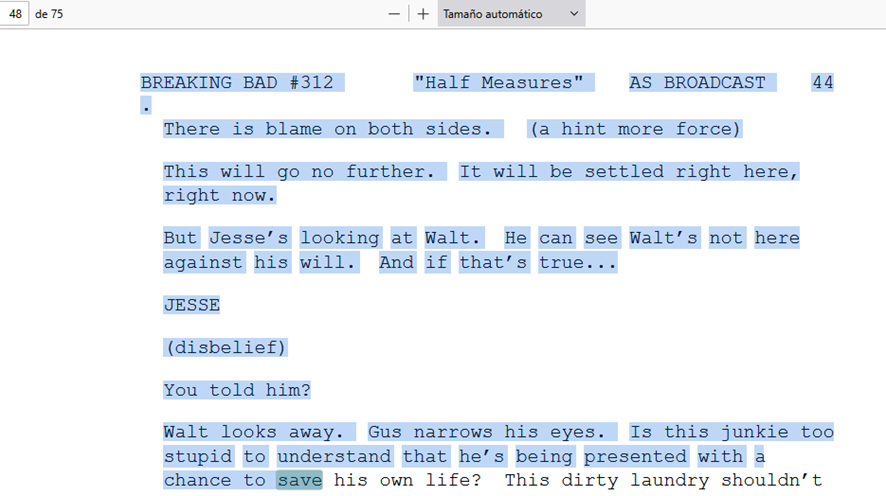 48 de 75 — + Tamaño automático
BREAKING BAD #312 "Half Measures" AS BROADCAST 44
.
There is blame on both sides. (a hint more force)
This will go no further. It will be settled right here,
right now.
But Jesse’s looking at Walt. He can see Walt’s not here
against his will. And if that’s true...
JESSE
(disbelief)
You told him?
Walt looks away. Gus narrows his eyes. Is this junkie too
stupid to understand that he’s being presented with a
chance to save his own life? This dirty laundry shouldn’t